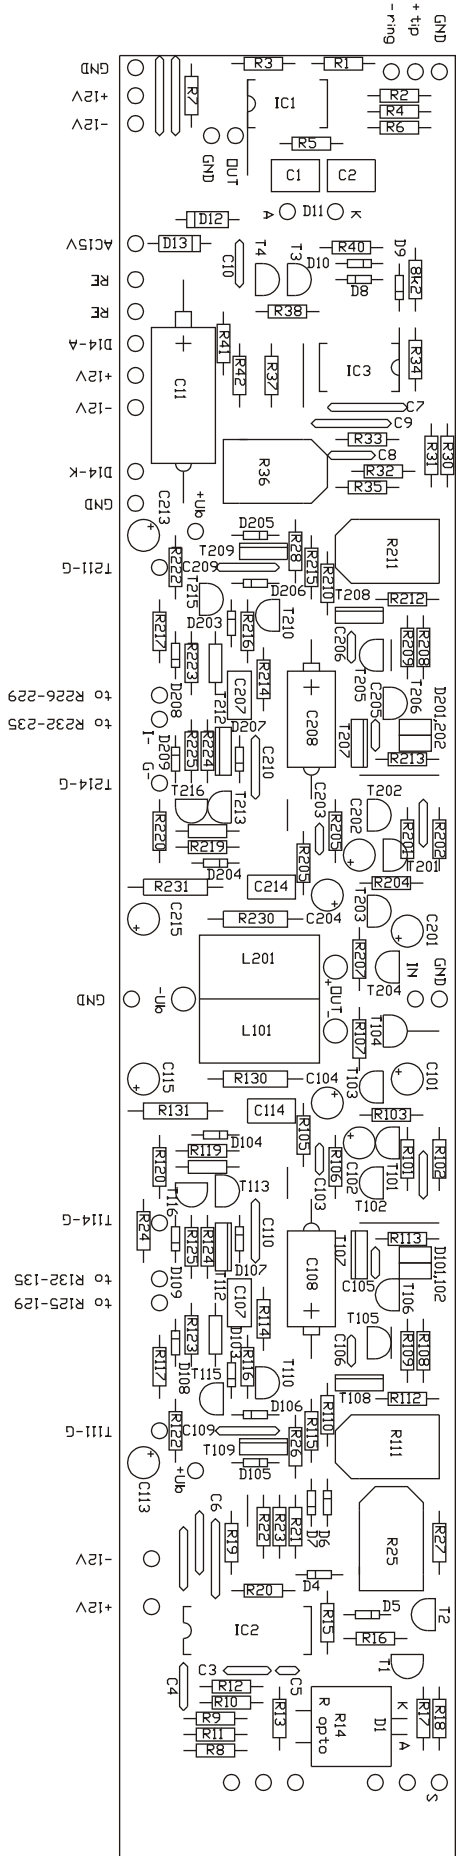 - ring
+ tip
GND
GND
R3
R1
+12V
R7
IC1
R2
R4
-12V
R6
GND
OUT
R5
C1
C2
D12
A
D11
K
AC15V
D13
C10
T4
T3
R40
D10
D9
RE
D8
8k2
RE
R38
D14-A
R41
R42
R37
IC3
R34
+12V
C11
-12V
C7
C9
R33
C8
R31
R30
D14-K
R36
R32
R35
GND
C213
+Ub
D205
T209
R28
R211
T211-G
R222
C209
R215
R210
T215
D206
T208
R212
R217
D203
R216
T210
C206
R209
R208
R223
R214
T205
to R226-229
D208
T212
C207
C208
C205
T206
D201,202
to R232-235
I-
D209
R225
R224
D207
C210
T207
R213
G-
T214-G
T216
T213
C203
C202
T202
R220
R219
R205
R201
R202
T201
D204
R205
R231
C214
R204
C215
R230
C204
T203
C201
L201
R207
IN
GND
T204
GND
-Ub
+
OUT
-
L101
R107
T104
C115
R130
C104
T103
C101
R131
C114
R103
D104
R105
R119
R120
C103
R106
C102
T101
R101
R102
T116
T113
T102
T114-G
R24
R125
R124
C110
T107
R113
D107
C108
C105
D101,102
to R132-135
D109
T112
C107
T106
to R125-129
R114
T105
R123
D103
C106
R109
R108
R117
D108
R116
T110
T115
T108
R112
D106
R110
T111-G
R122
C109
R115
R111
T109
R26
C113
+Ub
D105
C6
R19
R22
R23
R21
D7
D6
R25
R27
-12V
D4
R20
+12V
IC2
R15
D5
T2
R16
T1
C3
C5
C4
R12
R10
R9
R11
R8
R13
R opto
R14
D1
K
A
R17
R18
S